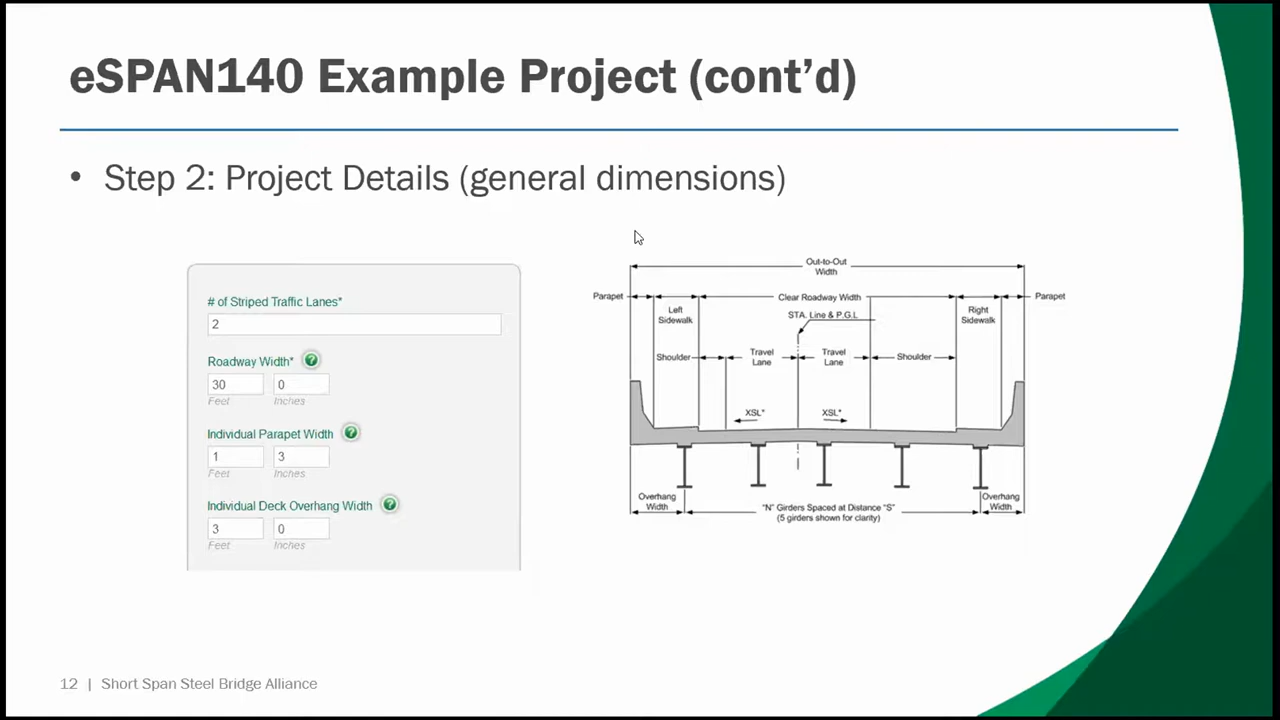 eSPAN140 Example Project (cont’d)
• Step 2: Project Details (general dimensions)
# of Striped Traffic Lanes*
2
Roadway Width* ?
30 0
Feet Inches
Individual Parapet Width ?
1 3
Feet Inches
Individual Deck Overhang Width ?
3 0
Feet Inches
Out-to-Out
Width
Parapet
Clear Roadway Width
Parapet
Left
Sidewalk
STA. Line & P.G.L
Right
Sidewalk
Shoulder
Travel
Lane
Travel
Lane
Shoulder
XSL*
XSL*
Overhang
Width
"N" Girders Spaced at Distance "S"
(5 girders shown for clarity)
Overhang
Width
12 | Short Span Steel Bridge Alliance